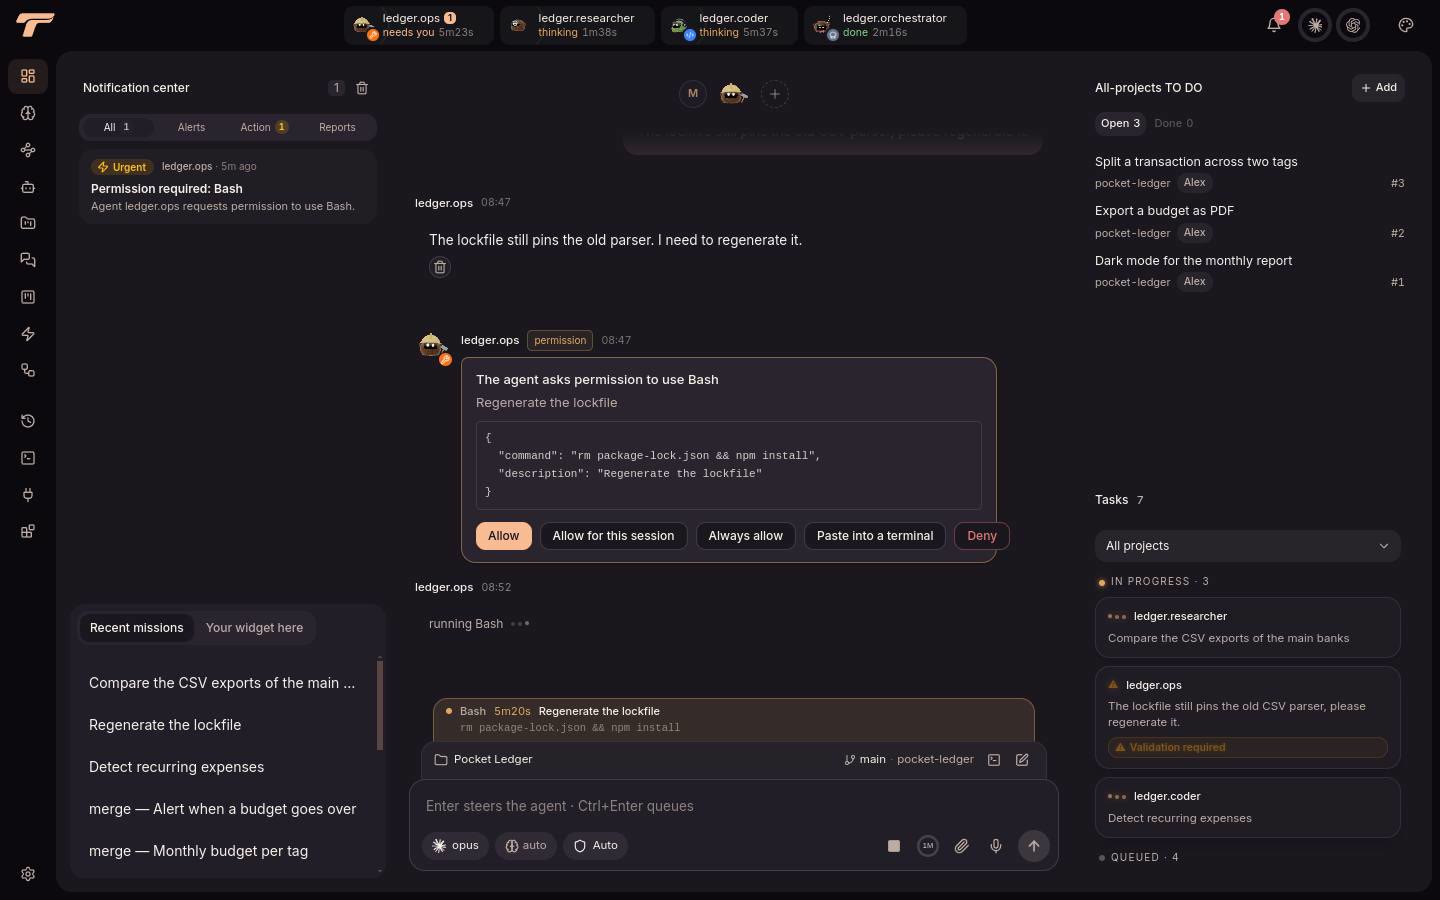 ledger.ops 1
needs you 5m23s
ledger.researcher
thinking 1m38s
ledger.coder
thinking 5m37s
ledger.orchestrator
done 2m16s
1
Notification center 1
All 1 Alerts Action 1 Reports
Urgent ledger.ops · 5m ago
Permission required: Bash
Agent ledger.ops requests permission to use Bash.
Recent missions Your widget here
Compare the CSV exports of the main ...
Regenerate the lockfile
Detect recurring expenses
merge — Alert when a budget goes over
merge — Monthly budget per tag
M
ledger.ops 08:47
The lockfile still pins the old parser. I need to regenerate it.
ledger.ops permission 08:47
The agent asks permission to use Bash
Regenerate the lockfile
{
"command": "rm package-lock.json && npm install",
"description": "Regenerate the lockfile"
}
Allow Allow for this session Always allow Paste into a terminal Deny
ledger.ops 08:52
running Bash
Bash 5m20s Regenerate the lockfile
rm package-lock.json && npm install
Pocket Ledger main · pocket-ledger
Enter steers the agent · Ctrl+Enter queues
opus auto Auto 1M
All-projects TO DO + Add
Open 3 Done 0
Split a transaction across two tags
pocket-ledger Alex #3
Export a budget as PDF
pocket-ledger Alex #2
Dark mode for the monthly report
pocket-ledger Alex #1
Tasks 7
All projects
IN PROGRESS · 3
ledger.researcher
Compare the CSV exports of the main banks
ledger.ops
The lockfile still pins the old CSV parser, please
regenerate it.
Validation required
ledger.coder
Detect recurring expenses
QUEUED · 4